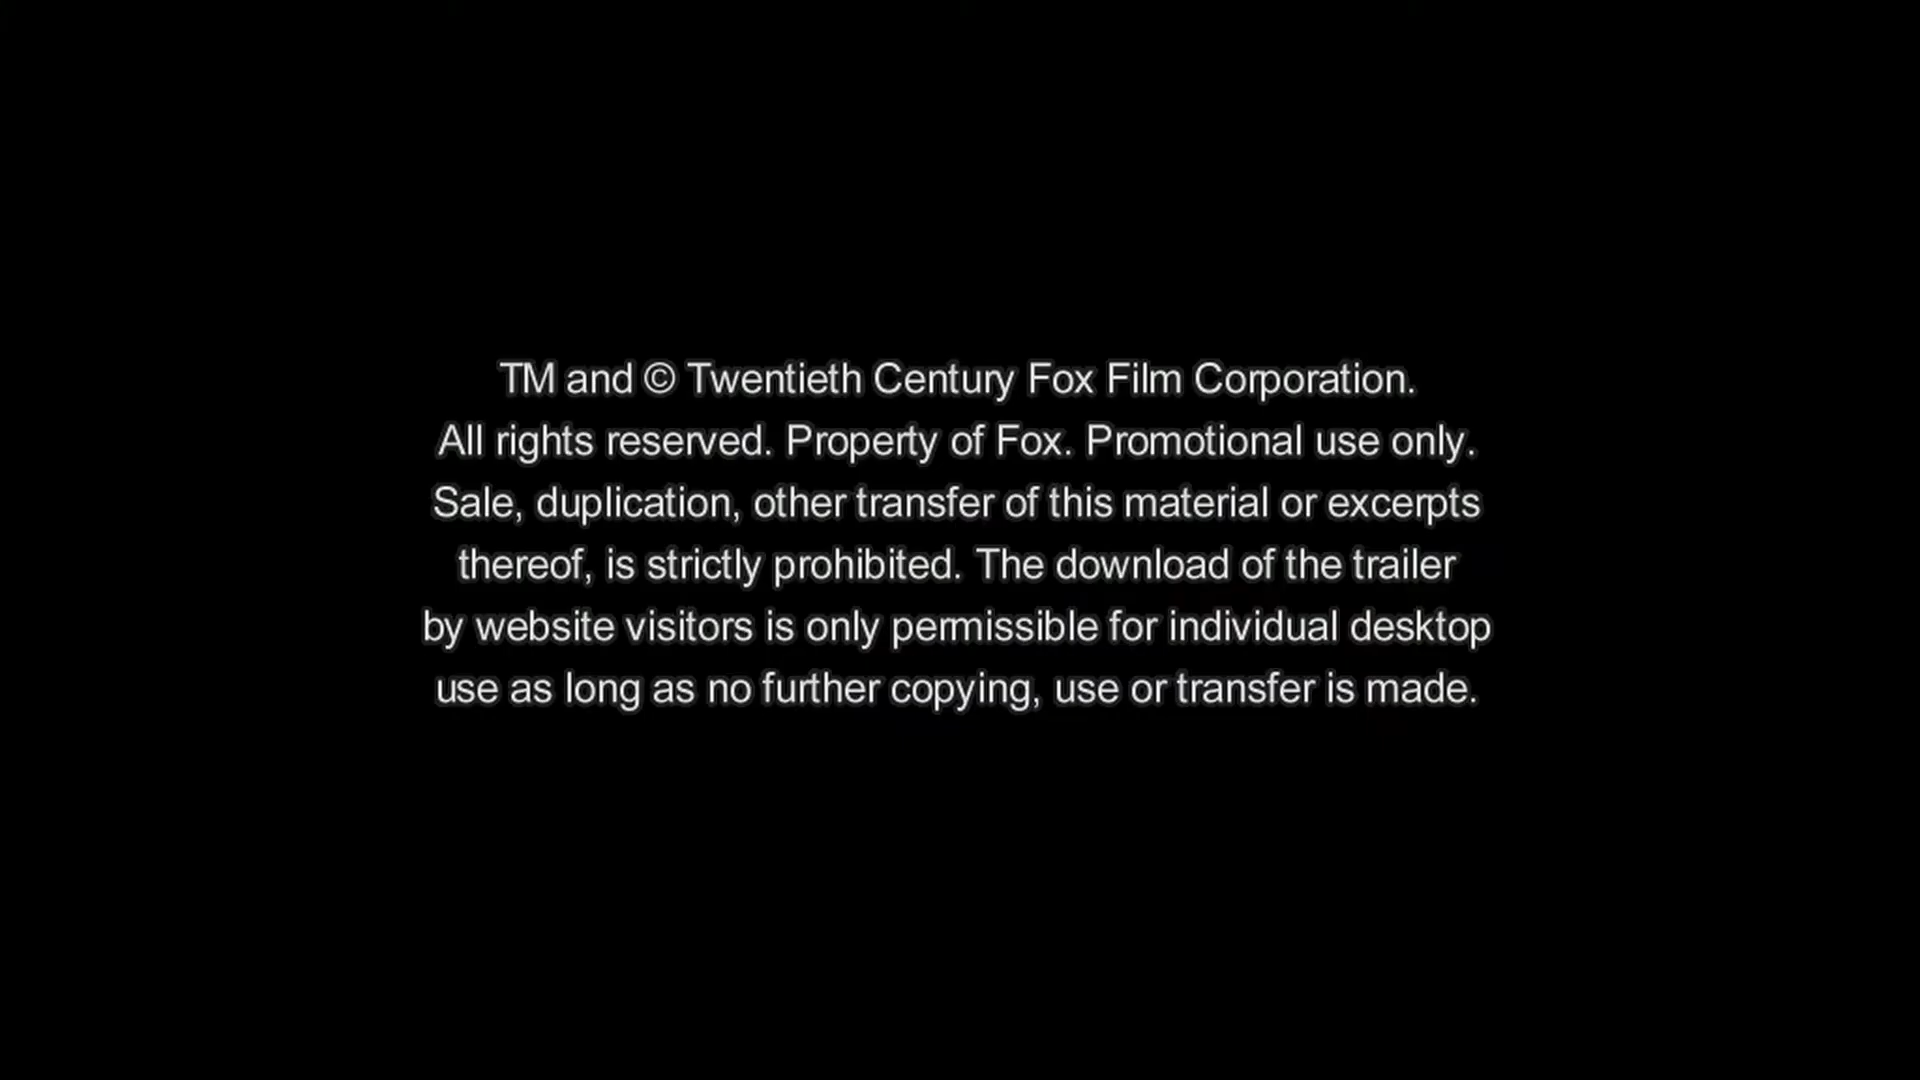 TM and © Twentieth Century Fox Film Corporation.
All rights reserved. Property of Fox. Promotional use only.
Sale, duplication, other transfer of this material or excerpts
thereof, is strictly prohibited. The download of the trailer
by website visitors is only permissible for individual desktop
use as long as no further copying, use or transfer is made.